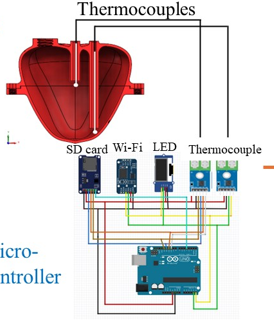 Thermocouples
SD card Wi-Fi LED Thermocouple
icro-
ntroller